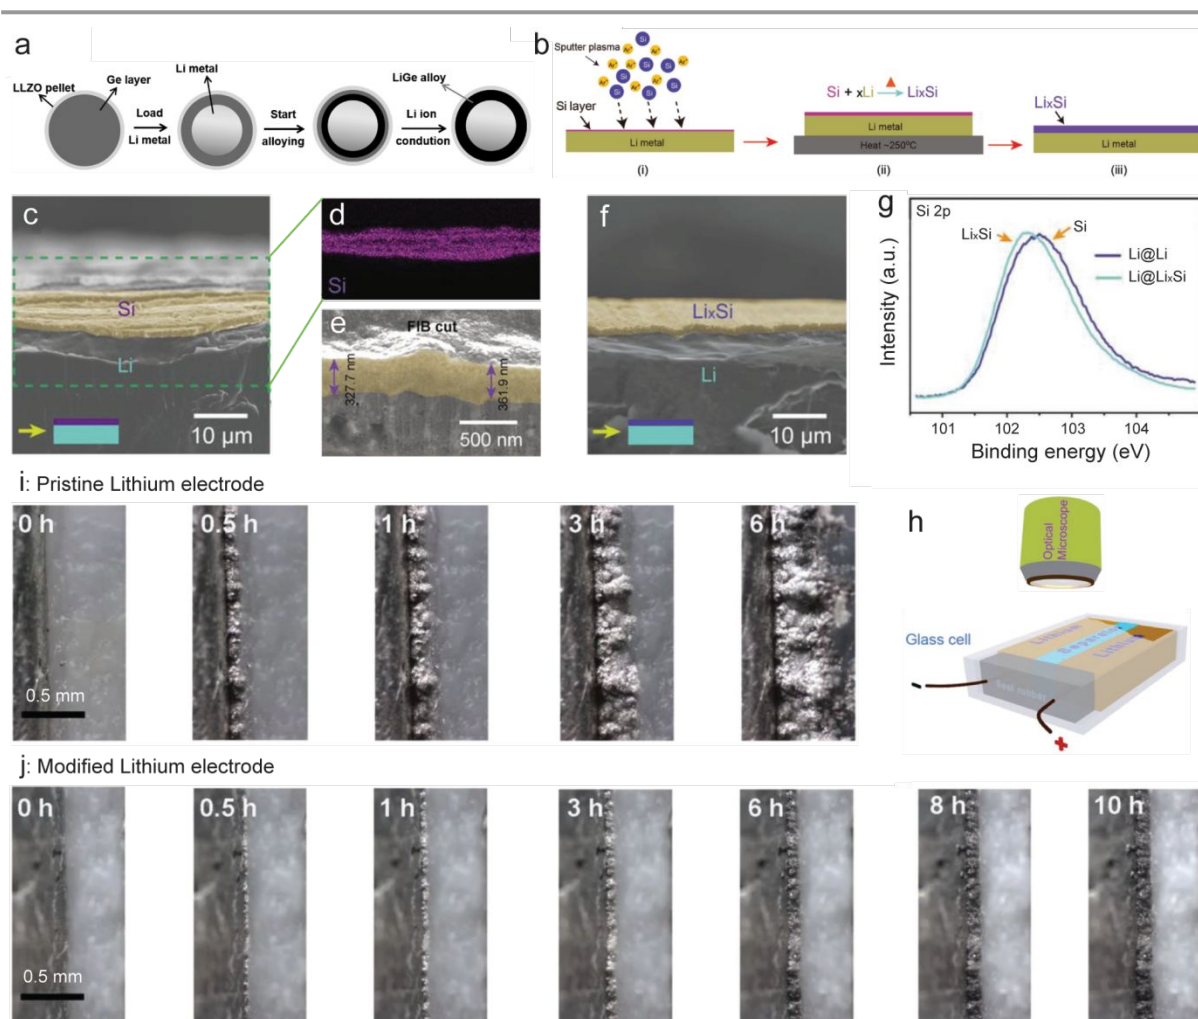 a
LLZO pellet
Ge layer
Li metal
LiGe alloy
Load
Li metal
Start
alloying
Li ion
condution
b
Sputter plasma
Si
Ar⁺
Si layer
Li metal
(i)
Si + xLi
LixSi
Li metal
Heat ~250°C
(ii)
LixSi
Li metal
(iii)
c
Si
Li
10 µm
d
Si
e
FIB cut
327.7 nm
361.9 nm
500 nm
f
LixSi
Li
10 µm
g
Si 2p
LixSi
Si
Li@Li
Li@LixSi
Intensity (a.u.)
101 102 103 104
Binding energy (eV)
i: Pristine Lithium electrode
0 h 0.5 h 1 h 3 h 6 h
0.5 mm
h
Optical
Microscope
Glass cell
Lithium
Separator
Lithium
j: Modified Lithium electrode
0 h 0.5 h 1 h 3 h 6 h 8 h 10 h
0.5 mm